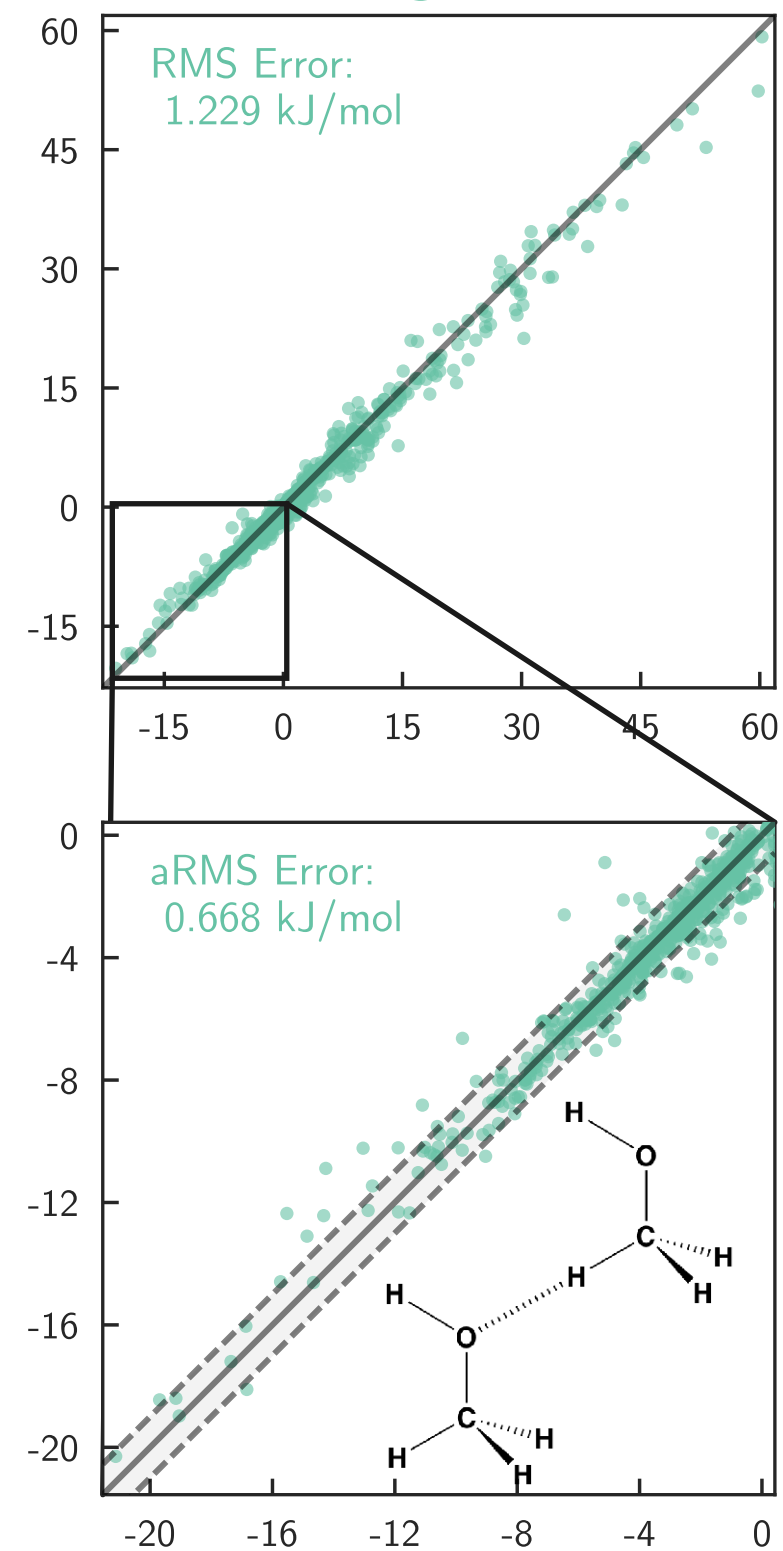 60
RMS Error:
1.229 kJ/mol
45
30
15
0
-15
-15 0 15 30 45 60
0
aRMS Error:
0.668 kJ/mol
-4
-8
H
O
-12
C H
H
H H
-16
O
C H
H
H
-20
-20 -16 -12 -8 -4 0